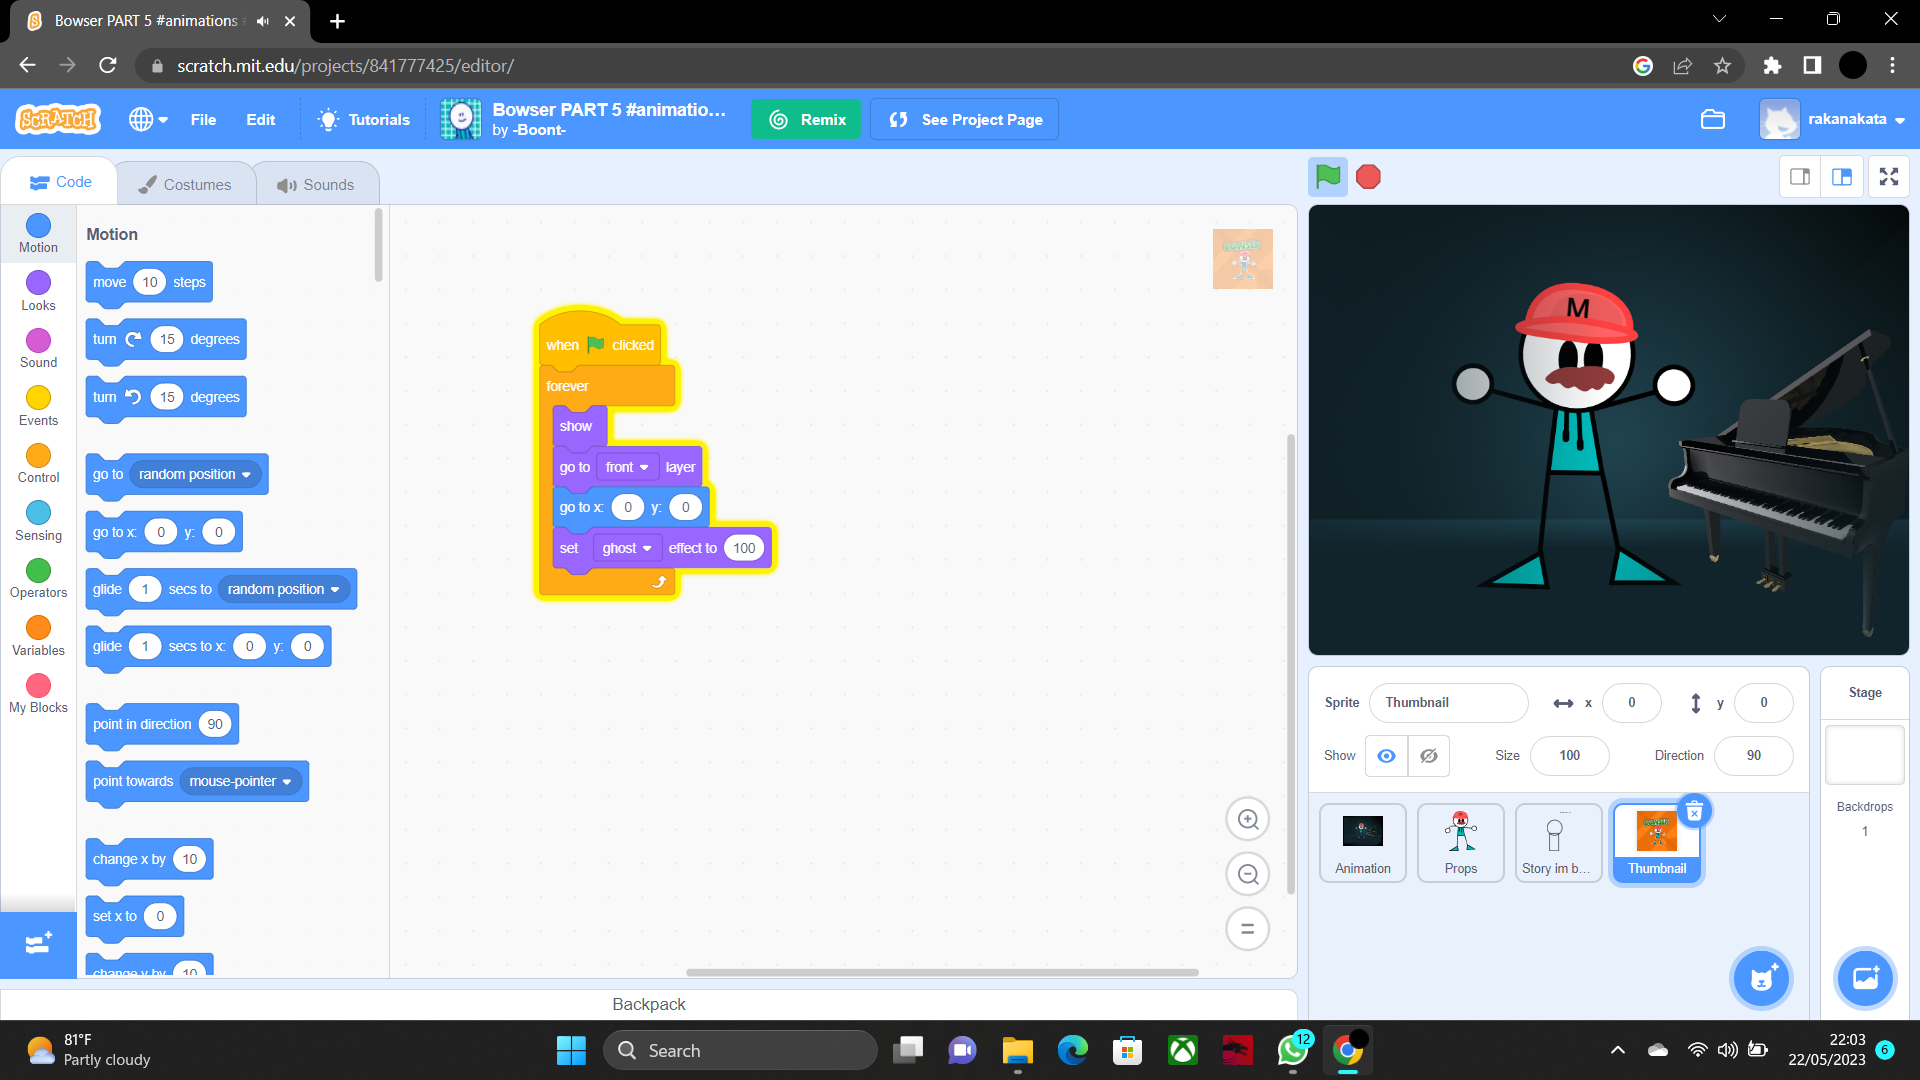 Bowser PART 5 #animations
scratch.mit.edu/projects/841777425/editor/
SCRATCH
File
Edit
Tutorials
Bowser PART 5 #animatio...
by -Boont-
Remix
See Project Page
rakanakata
Code
Costumes
Sounds
Motion
Looks
Sound
Events
Control
Sensing
Operators
Variables
My Blocks
Motion
move 10 steps
turn 15 degrees
turn 15 degrees
go to random position
go to x: 0 y: 0
glide 1 secs to random position
glide 1 secs to x: 0 y: 0
point in direction 90
point towards mouse-pointer
change x by 10
set x to 0
change y by 10
when clicked
forever
show
go to front layer
go to x: 0 y: 0
set ghost effect to 100
M
Sprite Thumbnail x 0 y 0
Show Size 100 Direction 90
Animation
Props
Story im b...
Thumbnail
Stage
Backdrops
1
Backpack
81°F
Partly cloudy
Search
12
22:03
22/05/2023
6